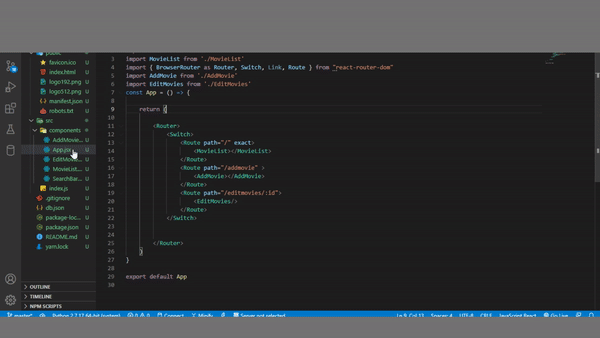 public
favicon.ico U
index.html U
logo192.png U
logo512.png U
manifest.json U
robots.txt U
src
components
AddMovie... U
App.jsx U
EditMovie... U
MovieList... U
SearchBar... U
index.js U
.gitignore U
db.json U
package-loc... U
package.json U
README.md U
yarn.lock U
OUTLINE
TIMELINE
NPM SCRIPTS
3 import MovieList from './MovieList'
4 import { BrowserRouter as Router, Switch, Link, Route } from "react-router-dom"
5 import AddMovie from './AddMovie'
6 import EditMovies from './EditMovies'
7 const App = () => {
8
9 return (
10
11 <Router>
12 <Switch>
13 <Route path="/" exact>
14 <MovieList></MovieList>
15 </Route>
16 <Route path="/addmovie" >
17 <AddMovie></AddMovie>
18 </Route>
19 <Route path="/editmovies/:id">
20 <EditMovies/>
21 </Route>
22 </Switch>
23
24
25 </Router>
26 )
27 }
28
29 export default App
30
master* Python 2.7.17 64-bit (system) 0 0 Connect Minify Server not selected Ln 9, Col 13 Spaces: 4 UTF-8 CRLF JavaScript React Go Live